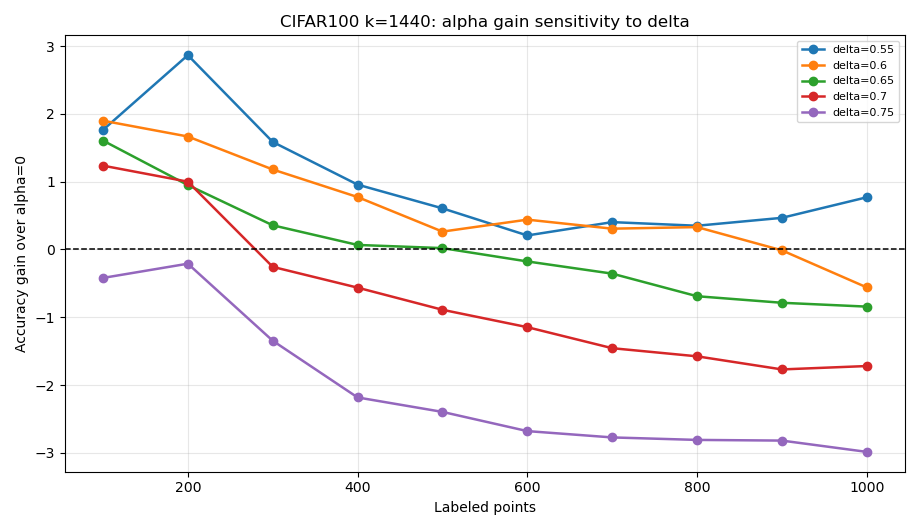 CIFAR100 k=1440: alpha gain sensitivity to delta
Accuracy gain over alpha=0
3
2
1
0
−1
−2
−3
delta=0.55
delta=0.6
delta=0.65
delta=0.7
delta=0.75
200
400
600
800
1000
Labeled points